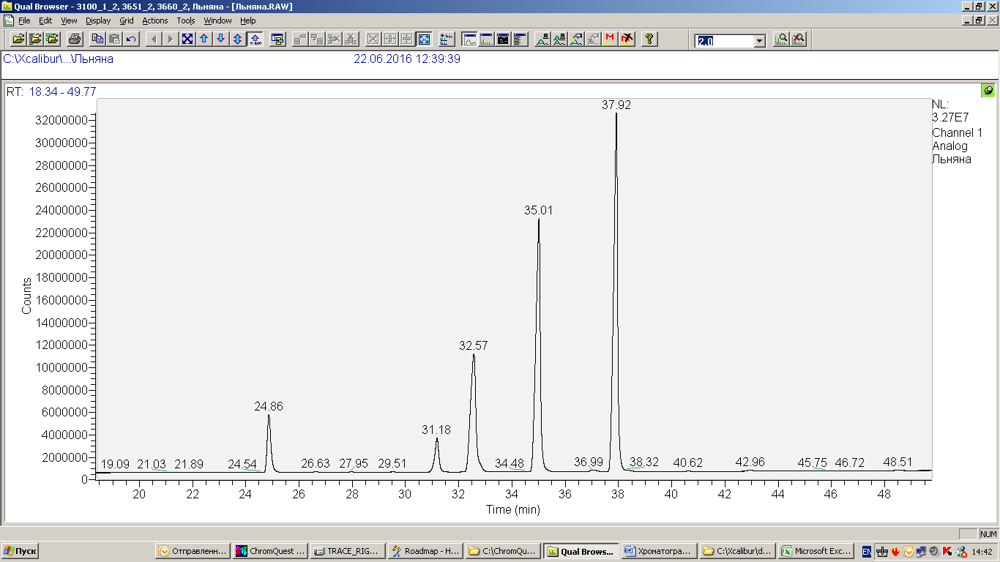 Qual Browser - 3100_1_2, 3651_2, 3660_2, Льняна - [Льняна.RAW]
File Edit View Display Grid Actions Tools Window Help
2.0
C:\Xcalibur\...\Льняна 22.06.2016 12:39:39
RT: 18.34 - 49.77
NL:
3.27E7
Channel 1
Analog
Льняна
37.92
35.01
32.57
24.86
31.18
19.09 21.03 21.89 24.54 26.63 27.95 29.51 34.48 36.99 38.32 40.62 42.96 45.75 46.72 48.51
32000000
30000000
28000000
26000000
24000000
22000000
20000000
18000000
16000000
14000000
12000000
10000000
8000000
6000000
4000000
2000000
0
Counts
20 22 24 26 28 30 32 34 36 38 40 42 44 46 48
Time (min)
NUM
Пуск Отправленн... ChromQuest ... TRACE_RIG... Roadmap - H... C:\ChromQu... Qual Brows... Хроматогра... C:\Xcalibur\d... Microsoft Exc... EN 14:42